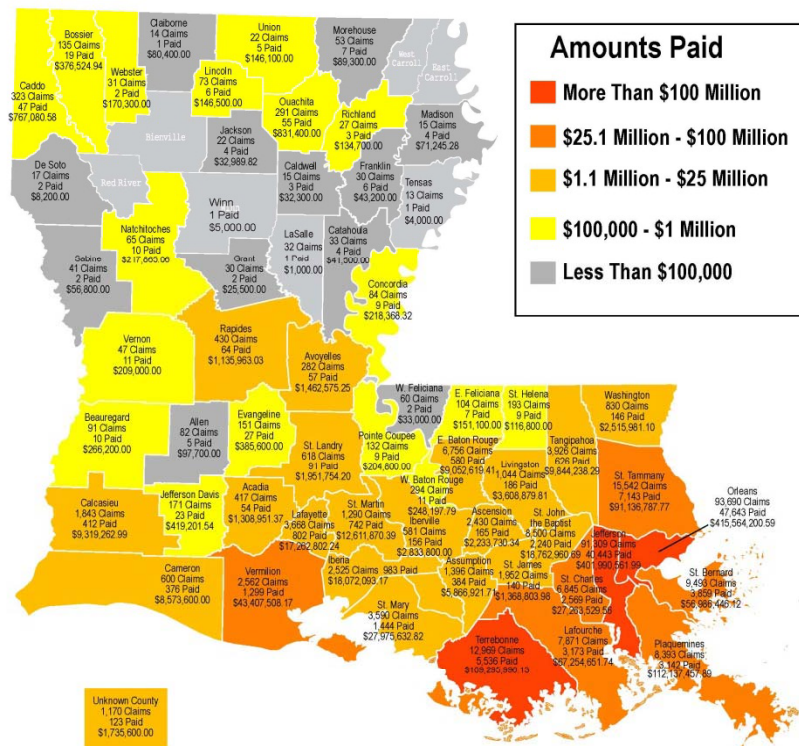 Amounts Paid
More Than $100 Million
$25.1 Million - $100 Million
$1.1 Million - $25 Million
$100,000 - $1 Million
Less Than $100,000
Caddo
323 Claims
47 Paid
$767,080.58
Bossier
135 Claims
19 Paid
$376,524.94
Webster
31 Claims
2 Paid
$170,300.00
Claiborne
14 Claims
1 Paid
$80,400.00
Lincoln
73 Claims
6 Paid
$146,500.00
Union
22 Claims
5 Paid
$146,100.00
Morehouse
53 Claims
7 Paid
$89,300.00
West
Carroll
East
Carroll
Ouachita
291 Claims
55 Paid
$831,400.00
Richland
27 Claims
3 Paid
$134,700.00
Madison
15 Claims
4 Paid
$71,245.28
Bienville
Jackson
22 Claims
4 Paid
$32,989.82
De Soto
17 Claims
2 Paid
$8,200.00
Red River
Caldwell
15 Claims
3 Paid
$32,300.00
Franklin
30 Claims
6 Paid
$43,200.00
Tensas
13 Claims
1 Paid
$4,000.00
Winn
1 Paid
$5,000.00
Natchitoches
65 Claims
10 Paid
Sabine
41 Claims
2 Paid
$56,800.00
Grant
30 Claims
2 Paid
$25,500.00
LaSalle
32 Claims
1 Paid
$1,000.00
Catahoula
33 Claims
4 Paid
$41,500.00
Concordia
84 Claims
9 Paid
$218,368.32
Vernon
47 Claims
11 Paid
$209,000.00
Rapides
430 Claims
64 Paid
$1,135,963.03
Avoyelles
282 Claims
57 Paid
$1,462,575.25
Beauregard
91 Claims
10 Paid
$266,200.00
Allen
82 Claims
5 Paid
$97,700.00
Evangeline
151 Claims
27 Paid
$385,600.00
St. Landry
618 Claims
91 Paid
$1,951,754.20
Pointe Coupee
132 Claims
9 Paid
$204,800.00
W. Feliciana
60 Claims
2 Paid
$33,000.00
E. Feliciana
104 Claims
7 Paid
$151,100.00
St. Helena
193 Claims
9 Paid
$116,800.00
Washington
830 Claims
146 Paid
$2,515,981.10
Tangipahoa
3,926 Claims
626 Paid
$9,844,238.29
E. Baton Rouge
6,756 Claims
580 Paid
$9,052,619.41
Livingston
1,044 Claims
186 Paid
$3,608,879.81
St. Tammany
15,542 Claims
7,143 Paid
$91,136,787.77
Orleans
93,690 Claims
47,643 Paid
$415,564,200.59
Calcasieu
1,843 Claims
412 Paid
$9,319,262.99
Jefferson Davis
171 Claims
23 Paid
$419,201.54
Acadia
417 Claims
54 Paid
$1,308,951.37
Lafayette
3,668 Claims
802 Paid
$17,262,802.24
St. Martin
1,290 Claims
742 Paid
$12,611,870.39
W. Baton Rouge
294 Claims
11 Paid
$248,197.79
Iberville
581 Claims
156 Paid
$2,833,800.00
Ascension
2,430 Claims
165 Paid
$2,233,730.34
St. John
the Baptist
8,500 Claims
2,240 Paid
$18,762,960.69
Jefferson
91,309 Claims
40,443 Paid
$401,990,561.99
St. Bernard
9,493 Claims
3,859 Paid
$56,986,446.12
Cameron
600 Claims
376 Paid
$8,573,600.00
Vermilion
2,562 Claims
1,299 Paid
$43,407,508.17
Iberia
2,525 Claims 983 Paid
$18,072,093.17
Assumption
1,396 Claims
384 Paid
$5,866,921.71
St. James
1,952 Claims
140 Paid
$1,368,803.98
St. Charles
6,845 Claims
2,569 Paid
$27,263,529.56
St. Mary
3,590 Claims
1,444 Paid
$27,975,632.82
Terrebonne
12,969 Claims
5,536 Paid
Lafourche
7,871 Claims
3,173 Paid
$87,254,651.74
Plaquemines
8,393 Claims
3,142 Paid
$112,137,457.89
Unknown County
1,170 Claims
123 Paid
$1,735,600.00